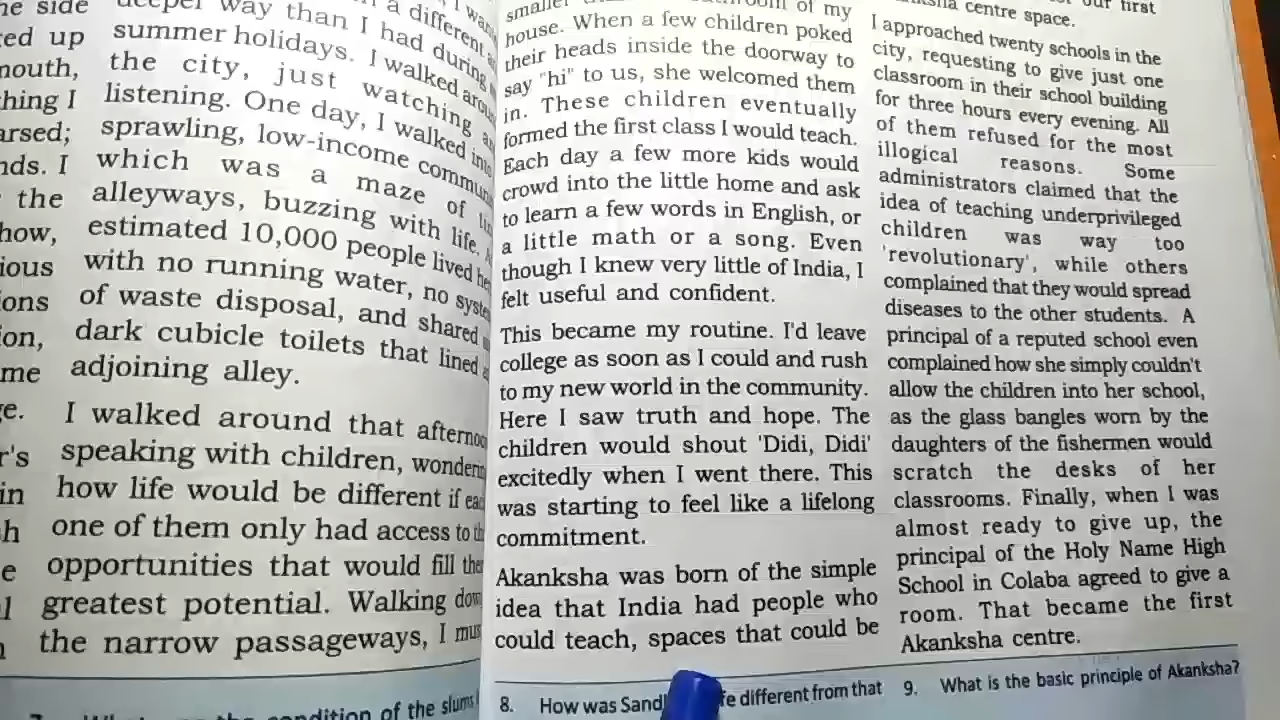 he side
ed up
mouth,
thing I
arsed;
nds. I
the
how,
ious
ons
on,
me
ge.
r's
in
h
e
deeper way than I had during
summer holidays. I walked
the city, just watching
listening. One day, I walked into
sprawling, low-income
which was a maze of
alleyways, buzzing with life.
estimated 10,000 people lived
with no running water, no
of waste disposal, and shared
dark cubicle toilets that lined
adjoining alley.
I walked around that
speaking with children,
how life would be different if
one of them only had access to
opportunities that would fill
greatest potential. Walking
the narrow passageways, I
smaller of my
house. When a few children poked
their heads inside the doorway to
say "hi" to us, she welcomed them
in. These children eventually
formed the first class I would teach.
Each day a few more kids would
crowd into the little home and ask
to learn a few words in English, or
a little math or a song. Even
though I knew very little of India, I
felt useful and confident.
This became my routine. I'd leave
college as soon as I could and rush
to my new world in the community.
Here I saw truth and hope. The
children would shout 'Didi, Didi'
excitedly when I went there. This
was starting to feel like a lifelong
commitment.
Akanksha was born of the simple
idea that India had people who
could teach, spaces that could be
our first
centre space.
I approached twenty schools in the
city, requesting to give just one
classroom in their school building
for three hours every evening. All
of them refused for the most
illogical reasons. Some
administrators claimed that the
idea of teaching underprivileged
children was way too
'revolutionary', while others
complained that they would spread
diseases to the other students. A
principal of a reputed school even
complained how she simply couldn't
allow the children into her school,
as the glass bangles worn by the
daughters of the fishermen would
scratch the desks of her
classrooms. Finally, when I was
almost ready to give up, the
principal of the Holy Name High
School in Colaba agreed to give a
room. That became the first
Akanksha centre.
condition of the slums
8. How was different from that
9. What is the basic principle of Akanksha?